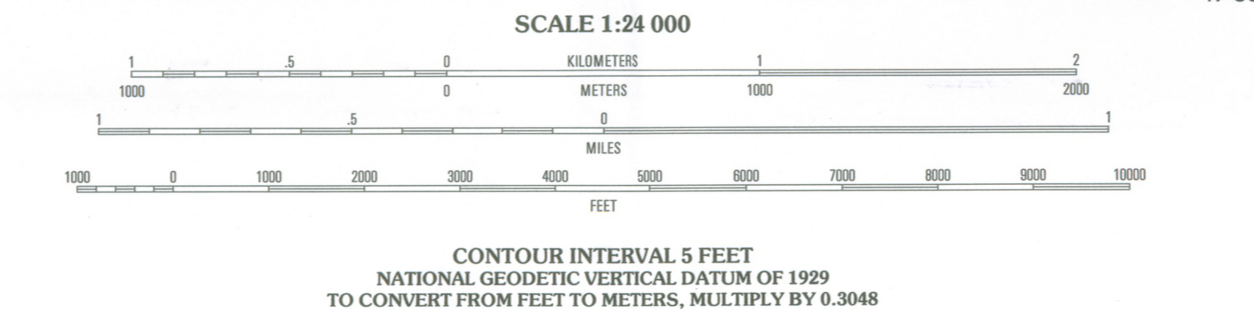 SCALE 1:24 000
1 .5 0 KILOMETERS 1 2
1000 0 METERS 1000 2000
1 .5 0 1
MILES
1000 0 1000 2000 3000 4000 5000 6000 7000 8000 9000 10000
FEET
CONTOUR INTERVAL 5 FEET
NATIONAL GEODETIC VERTICAL DATUM OF 1929
TO CONVERT FROM FEET TO METERS, MULTIPLY BY 0.3048